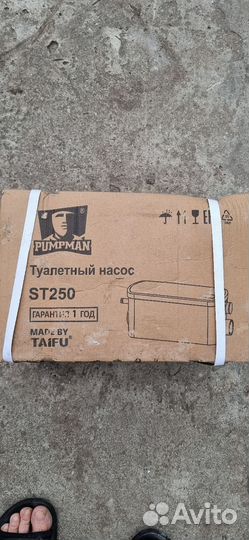 PUMPMAN
Туалетный насос
ST250
ГАРАНТИЯ 1 ГОД
MADE BY
TAIFU®
Avito